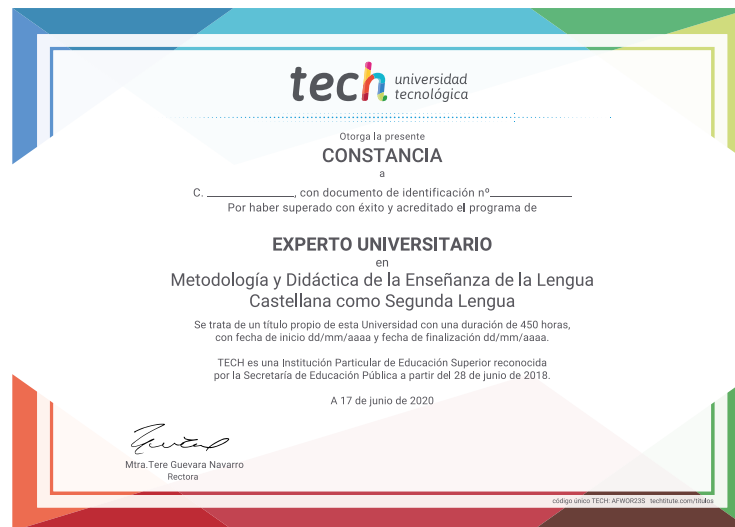 tech universidad
tecnológica
Otorga la presente
CONSTANCIA
a
C. ______________, con documento de identificación nº______________
Por haber superado con éxito y acreditado el programa de
EXPERTO UNIVERSITARIO
en
Metodología y Didáctica de la Enseñanza de la Lengua
Castellana como Segunda Lengua
Se trata de un título propio de esta Universidad con una duración de 450 horas,
con fecha de inicio dd/mm/aaaa y fecha de finalización dd/mm/aaaa.
TECH es una Institución Particular de Educación Superior reconocida
por la Secretaría de Educación Pública a partir del 28 de junio de 2018.
A 17 de junio de 2020
Mtra.Tere Guevara Navarro
Rectora
código único TECH: AFWOR23S techtitute.com/titulos